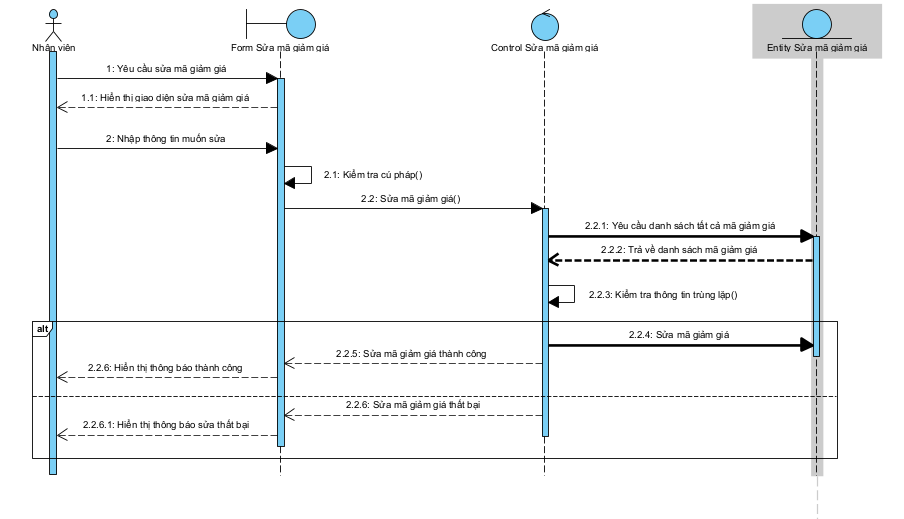 Nhân viên
Form Sửa mã giảm giá
Control Sửa mã giảm giá
Entity Sửa mã giảm giá
1: Yêu cầu sửa mã giảm giá
1.1: Hiển thị giao diện sửa mã giảm giá
2: Nhập thông tin muốn sửa
2.1: Kiểm tra cú pháp()
2.2: Sửa mã giảm giá()
2.2.1: Yêu cầu danh sách tất cả mã giảm giá
2.2.2: Trả về danh sách mã giảm giá
2.2.3: Kiểm tra thông tin trùng lặp()
alt
2.2.4: Sửa mã giảm giá
2.2.5: Sửa mã giảm giá thành công
2.2.6: Hiển thị thông báo thành công
2.2.6: Sửa mã giảm giá thất bại
2.2.6.1: Hiển thị thông báo sửa thất bại